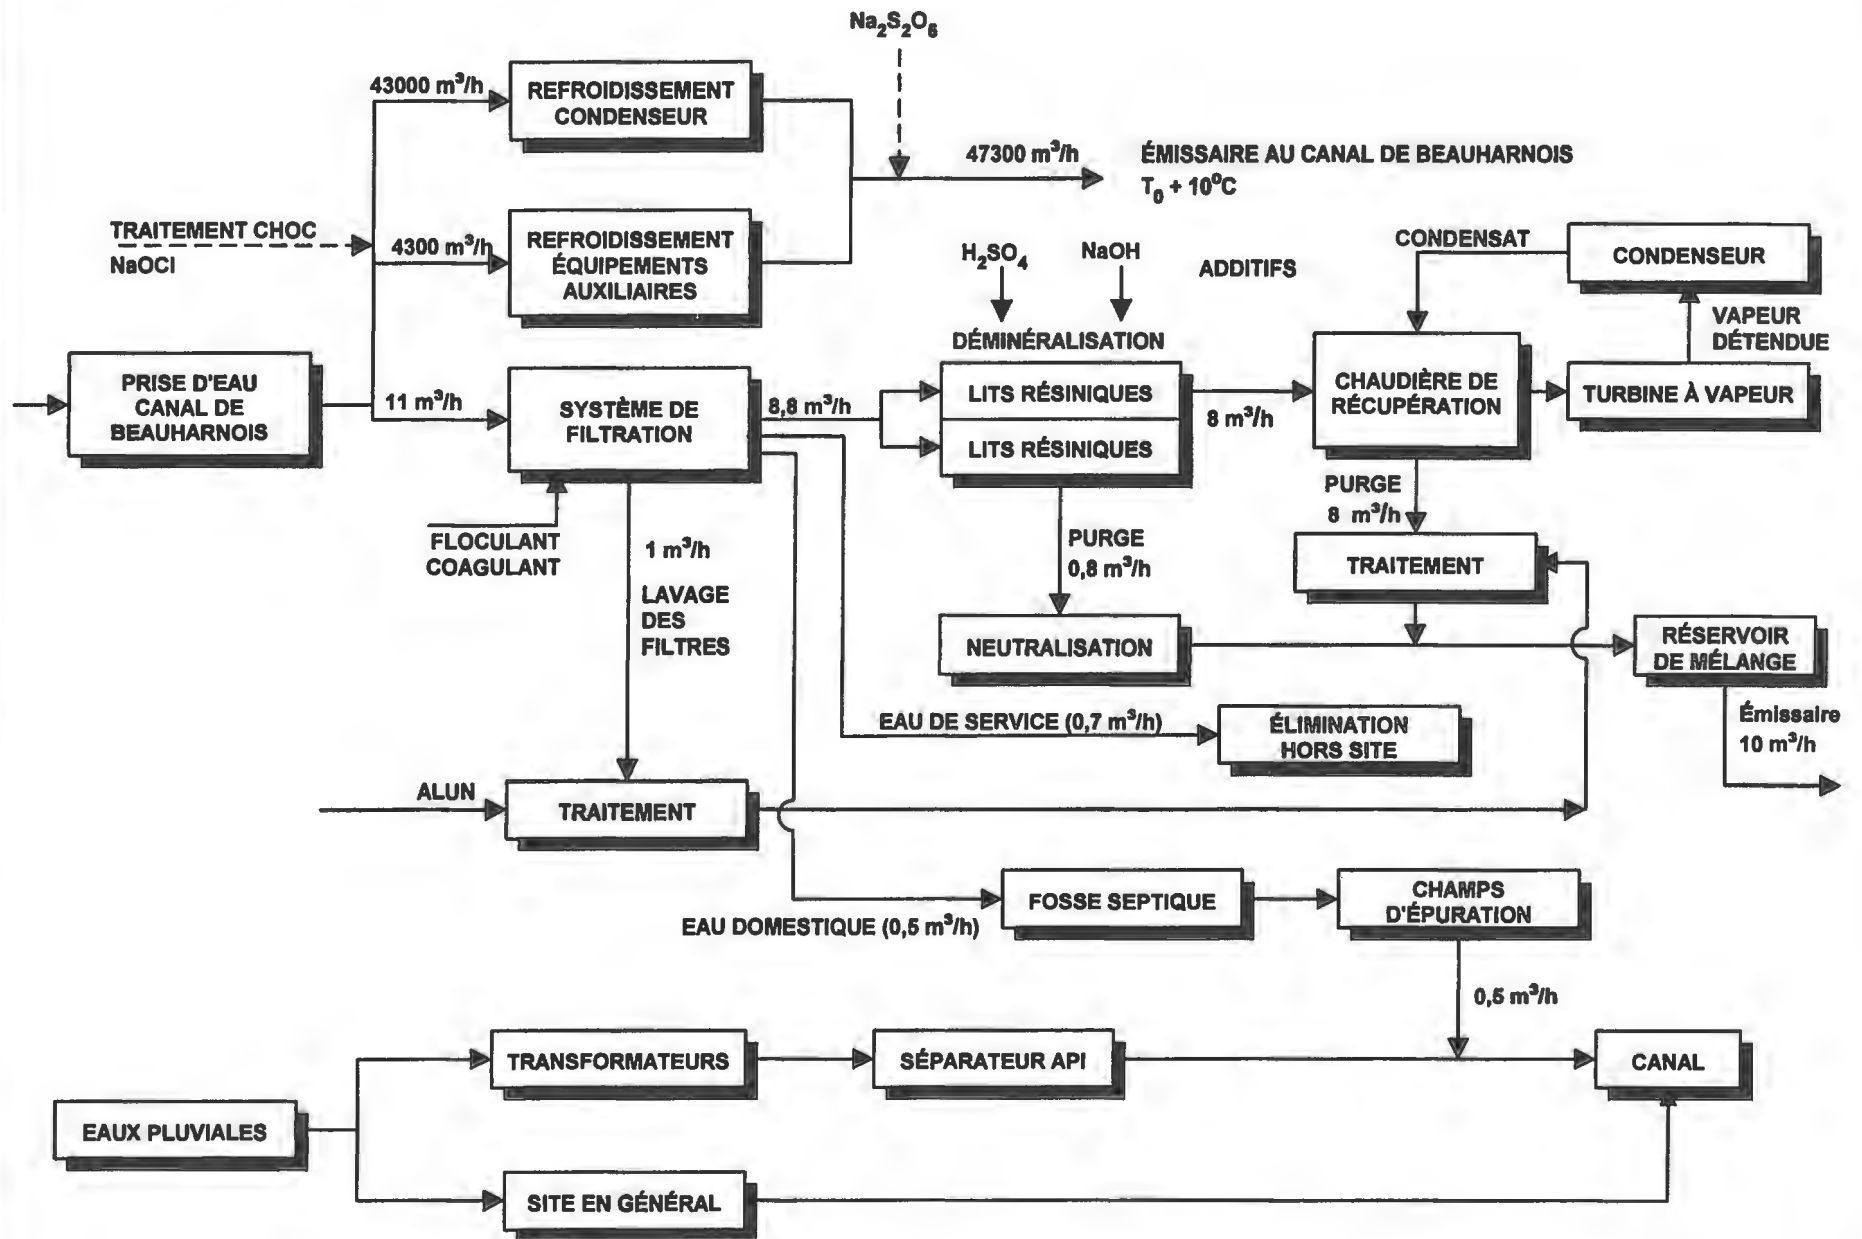 Na₂S₂O₆
43000 m³/h
REFROIDISSEMENT
CONDENSEUR
47300 m³/h
ÉMISSAIRE AU CANAL DE BEAUHARNOIS
T₀ + 10⁰C
TRAITEMENT CHOC
NaOCl
4300 m³/h
REFROIDISSEMENT
ÉQUIPEMENTS
AUXILIAIRES
H₂SO₄
NaOH
ADDITIFS
CONDENSAT
CONDENSEUR
VAPEUR
DÉTENDUE
DÉMINÉRALISATION
PRISE D'EAU
CANAL DE
BEAUHARNOIS
11 m³/h
SYSTÈME DE
FILTRATION
8,8 m³/h
LITS RÉSINIQUES
LITS RÉSINIQUES
8 m³/h
CHAUDIÈRE DE
RÉCUPÉRATION
TURBINE À VAPEUR
FLOCULANT
COAGULANT
1 m³/h
LAVAGE
DES
FILTRES
PURGE
0,8 m³/h
PURGE
8 m³/h
TRAITEMENT
NEUTRALISATION
RÉSERVOIR
DE MÉLANGE
EAU DE SERVICE (0,7 m³/h)
ÉLIMINATION
HORS SITE
Émissaire
10 m³/h
ALUN
TRAITEMENT
EAU DOMESTIQUE (0,5 m³/h)
FOSSE SEPTIQUE
CHAMPS
D'ÉPURATION
0,5 m³/h
TRANSFORMATEURS
SÉPARATEUR API
CANAL
EAUX PLUVIALES
SITE EN GÉNÉRAL